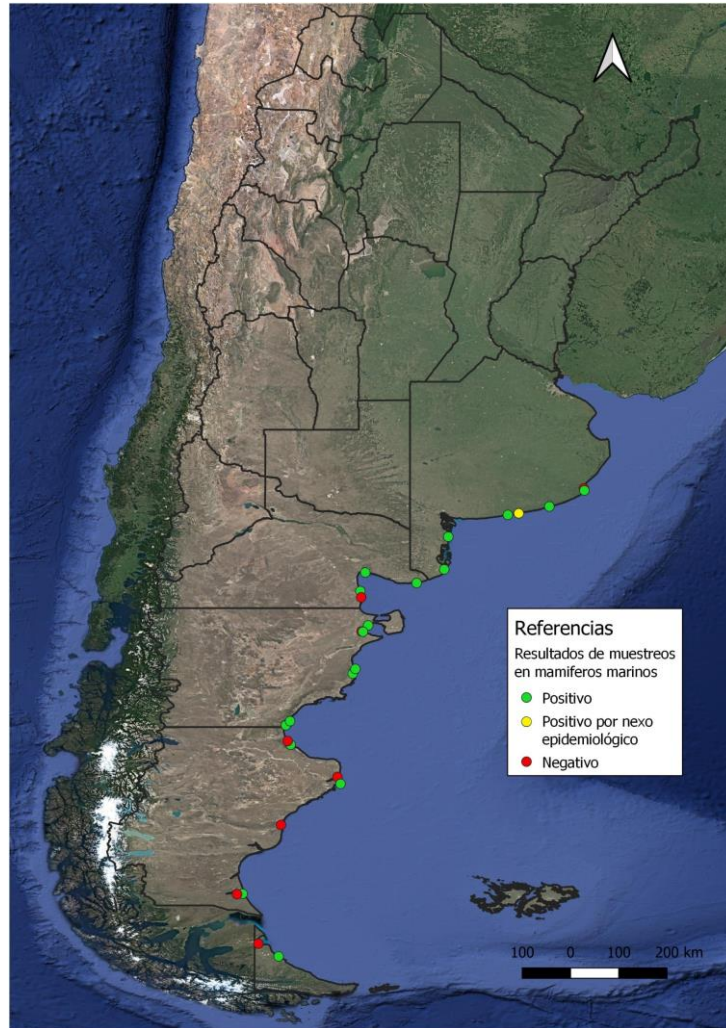 Referencias
Resultados de muestreos
en mamiferos marinos
Positivo
Positivo por nexo
epidemiológico
Negativo
100 0 100 200 km